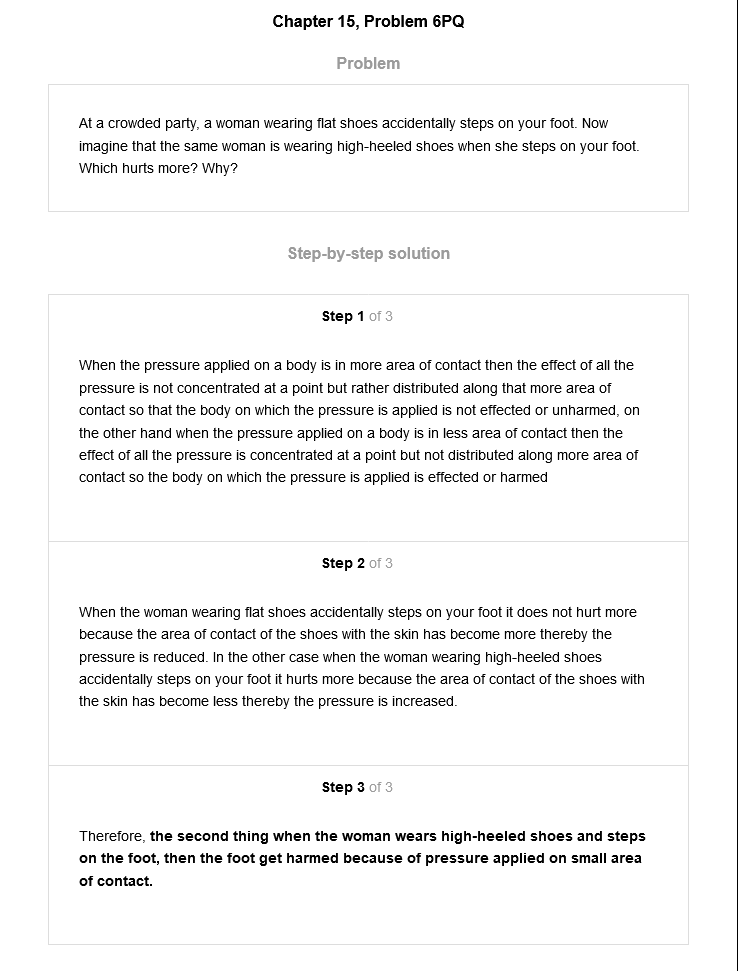 Chapter 15, Problem 6PQ
Problem
At a crowded party, a woman wearing flat shoes accidentally steps on your foot. Now
imagine that the same woman is wearing high-heeled shoes when she steps on your foot.
Which hurts more? Why?
Step-by-step solution
Step 1 of 3
When the pressure applied on a body is in more area of contact then the effect of all the
pressure is not concentrated at a point but rather distributed along that more area of
contact so that the body on which the pressure is applied is not effected or unharmed, on
the other hand when the pressure applied on a body is in less area of contact then the
effect of all the pressure is concentrated at a point but not distributed along more area of
contact so the body on which the pressure is applied is effected or harmed
Step 2 of 3
When the woman wearing flat shoes accidentally steps on your foot it does not hurt more
because the area of contact of the shoes with the skin has become more thereby the
pressure is reduced. In the other case when the woman wearing high-heeled shoes
accidentally steps on your foot it hurts more because the area of contact of the shoes with
the skin has become less thereby the pressure is increased.
Step 3 of 3
Therefore, the second thing when the woman wears high-heeled shoes and steps
on the foot, then the foot get harmed because of pressure applied on small area
of contact.